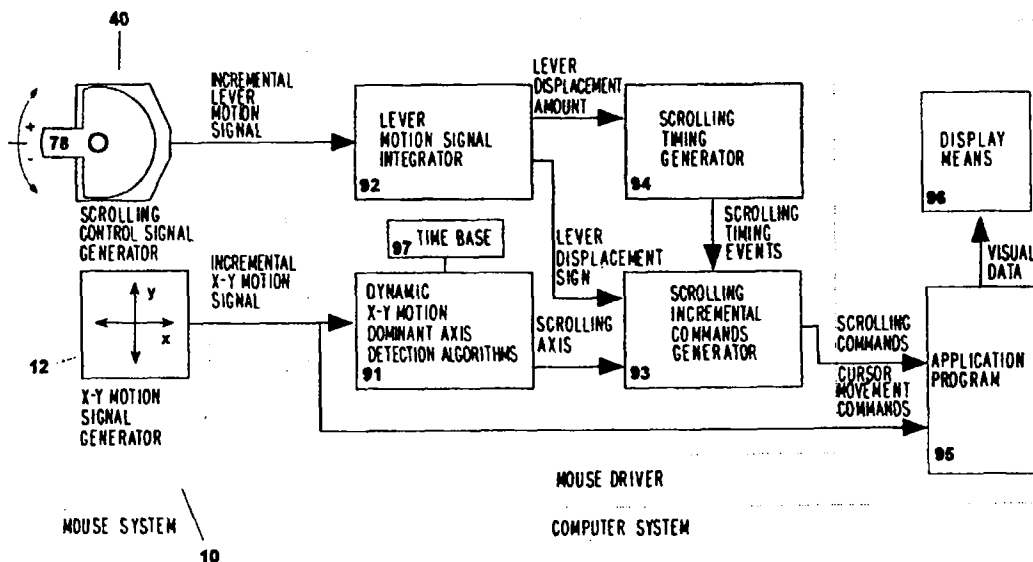 40
+
78
-
SCROLLING
CONTROL SIGNAL
GENERATOR
INCREMENTAL
LEVER
MOTION
SIGNAL
LEVER
MOTION SIGNAL
INTEGRATOR
92
LEVER
DISPLACEMENT
AMOUNT
SCROLLING
TIMING
GENERATOR
94
DISPLAY
MEANS
96
97
TIME BASE
LEVER
DISPLACEMENT
SIGN
SCROLLING
TIMING
EVENTS
VISUAL
DATA
INCREMENTAL
X-Y MOTION
SIGNAL
y
x
12
X-Y MOTION
SIGNAL
GENERATOR
DYNAMIC
X-Y MOTION
DOMINANT AXIS
DETECTION ALGORITHMS
91
SCROLLING
AXIS
SCROLLING
INCREMENTAL
COMMANDS
GENERATOR
93
SCROLLING
COMMANDS
CURSOR
MOVEMENT
COMMANDS
APPLICATION
PROGRAM
95
MOUSE DRIVER
MOUSE SYSTEM
10
COMPUTER SYSTEM